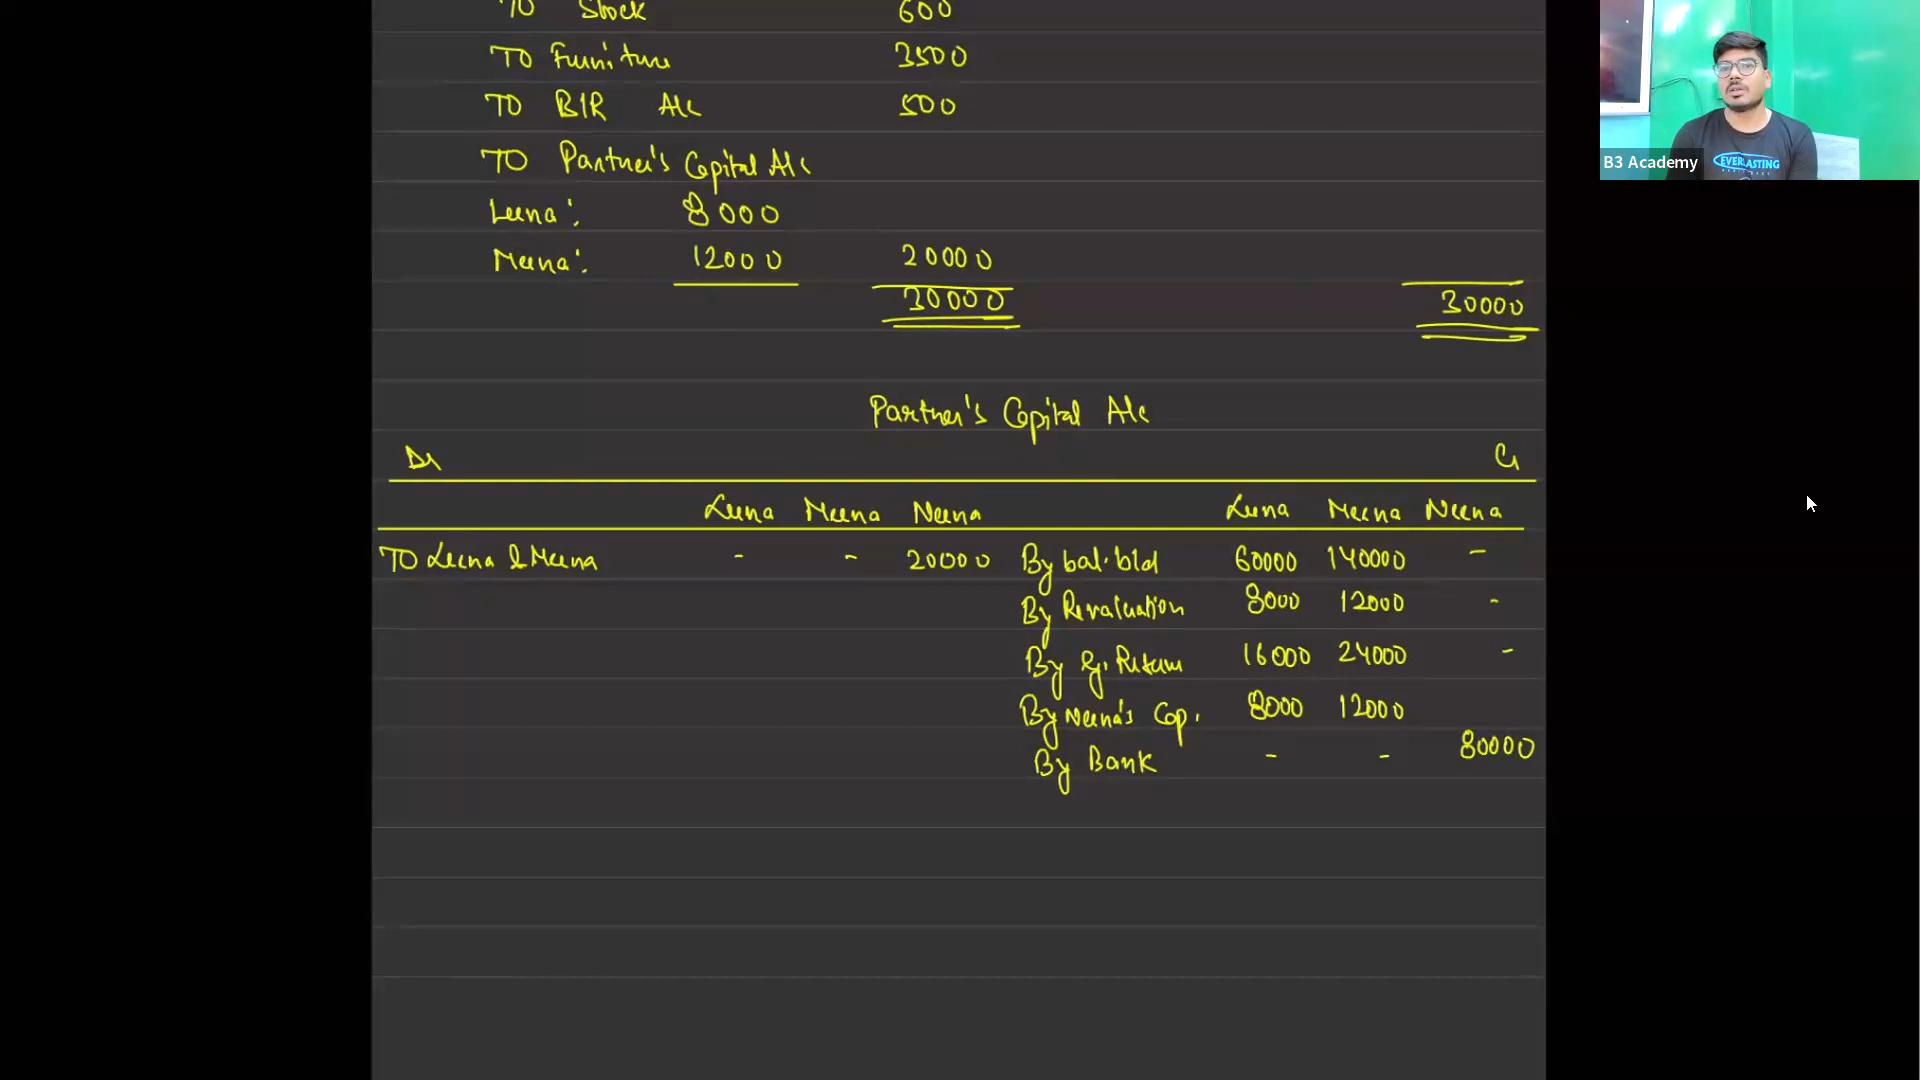 TO Stock 600
TO Furniture 3500
TO B/R A/c 500
TO Partner's Capital A/c
Leena: 8000
Meena: 12000 20000
30000 30000
B3 Academy
EVERLASTING
Partner's Capital A/c
Dr Cr
Leena Meena Neena Leena Meena Neena
TO Leena & Meena - - 20000 By bal. b/d 60000 140000 -
By Revaluation 8000 12000 -
By 16000 24000 -
By Neena's Cap. 8000 12000
By Bank - - 80000